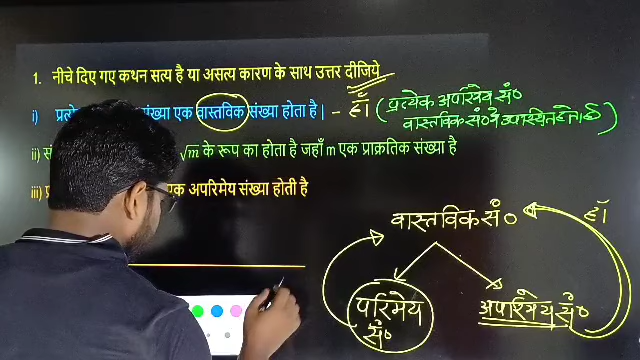 1. नीचे दिए गए कथन सत्य है या असत्य कारण के साथ उत्तर दीजिये
i) संख्या एक वास्तविक संख्या होता है | - हाँ (प्रत्येक अपरिमेय सं०
वास्तविक सं० में उपस्थित होता है)
ii) √m के रूप का होता है जहाँ m एक प्राक्रतिक संख्या है
iii) एक अपरिमेय संख्या होती है
वास्तविक सं० हाँ
परिमेय सं०
अपरिमेय सं०